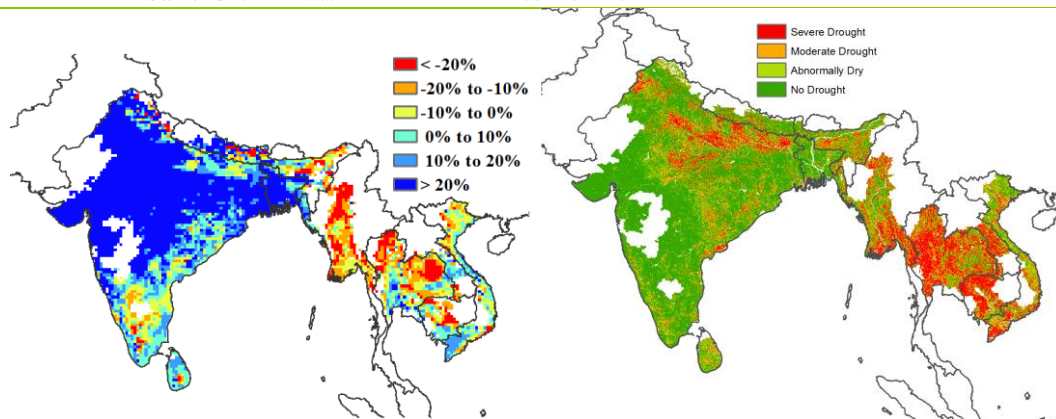 < -20%
-20% to -10%
-10% to 0%
0% to 10%
10% to 20%
> 20%
Severe Drought
Moderate Drought
Abnormally Dry
No Drought